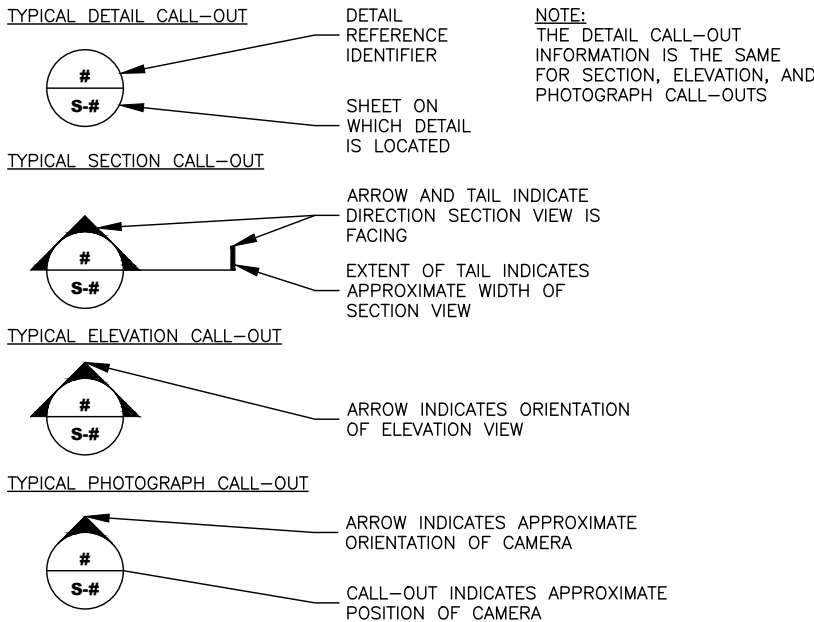 TYPICAL DETAIL CALL-OUT
#
S-#
DETAIL
REFERENCE
IDENTIFIER
SHEET ON
WHICH DETAIL
IS LOCATED
NOTE:
THE DETAIL CALL-OUT
INFORMATION IS THE SAME
FOR SECTION, ELEVATION, AND
PHOTOGRAPH CALL-OUTS
TYPICAL SECTION CALL-OUT
#
S-#
ARROW AND TAIL INDICATE
DIRECTION SECTION VIEW IS
FACING
EXTENT OF TAIL INDICATES
APPROXIMATE WIDTH OF
SECTION VIEW
TYPICAL ELEVATION CALL-OUT
#
S-#
ARROW INDICATES ORIENTATION
OF ELEVATION VIEW
TYPICAL PHOTOGRAPH CALL-OUT
#
S-#
ARROW INDICATES APPROXIMATE
ORIENTATION OF CAMERA
CALL-OUT INDICATES APPROXIMATE
POSITION OF CAMERA